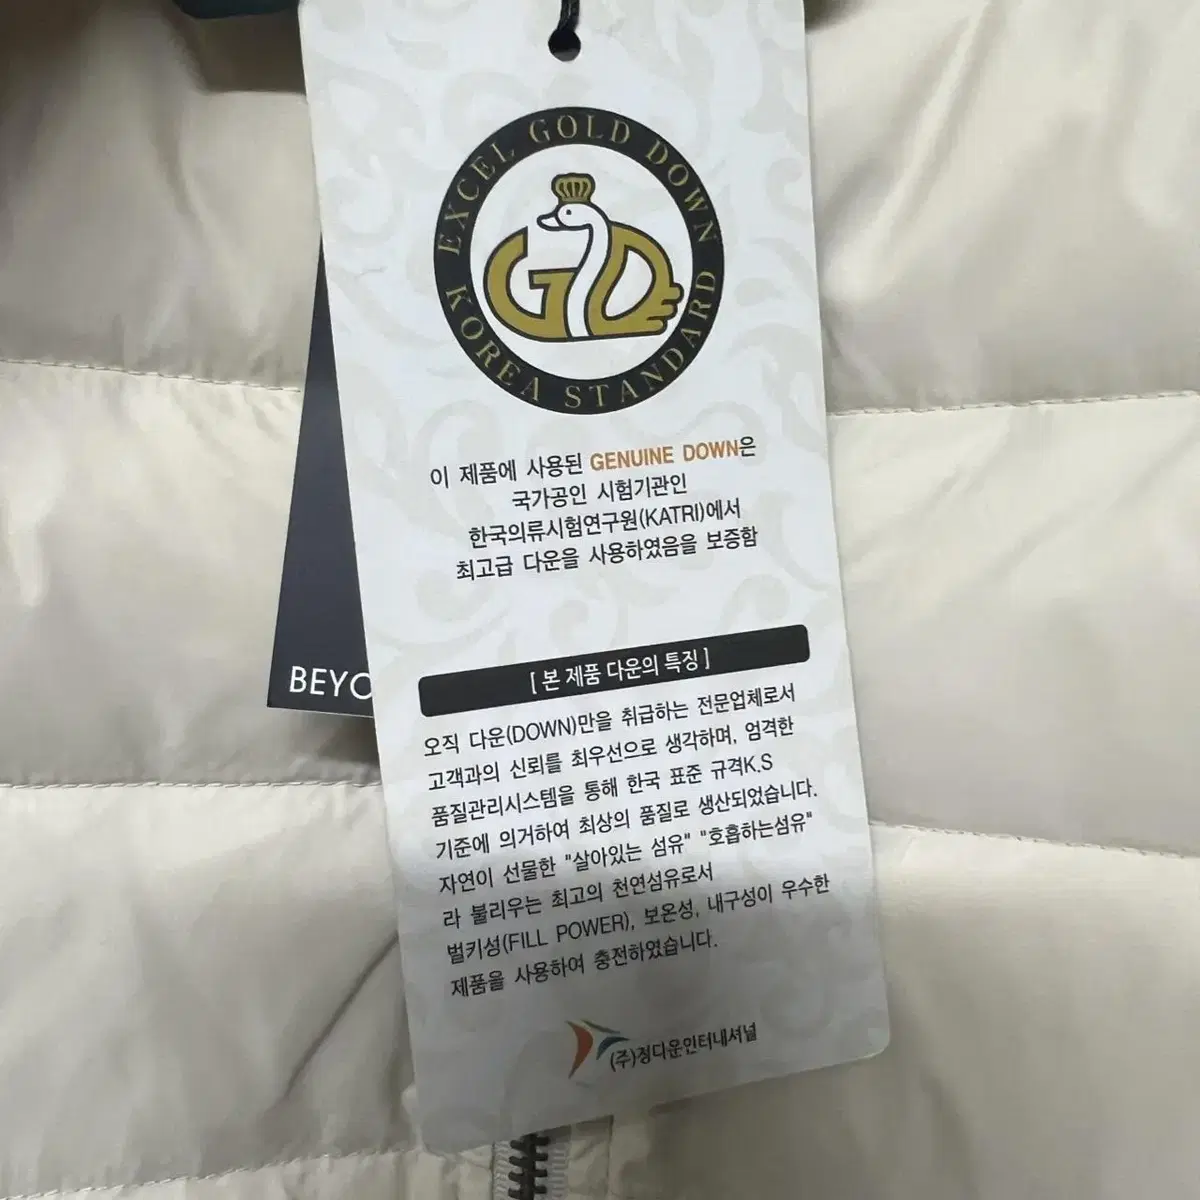 EXCEL GOLD DOWN
KOREA STANDARD
GD
이 제품에 사용된 GENUINE DOWN은
국가공인 시험기관인
한국의류시험연구원(KATRI)에서
최고급 다운을 사용하였음을 보증함
[ 본 제품 다운의 특징 ]
오직 다운(DOWN)만을 취급하는 전문업체로서
고객과의 신뢰를 최우선으로 생각하며, 엄격한
품질관리시스템을 통해 한국 표준 규격K.S
기준에 의거하여 최상의 품질로 생산되었습니다.
자연이 선물한 "살아있는 섬유" "호흡하는섬유"
라 불리우는 최고의 천연섬유로서
벌키성(FILL POWER), 보온성, 내구성이 우수한
제품을 사용하여 충전하였습니다.
(주)정다운인터내셔널
BEYO